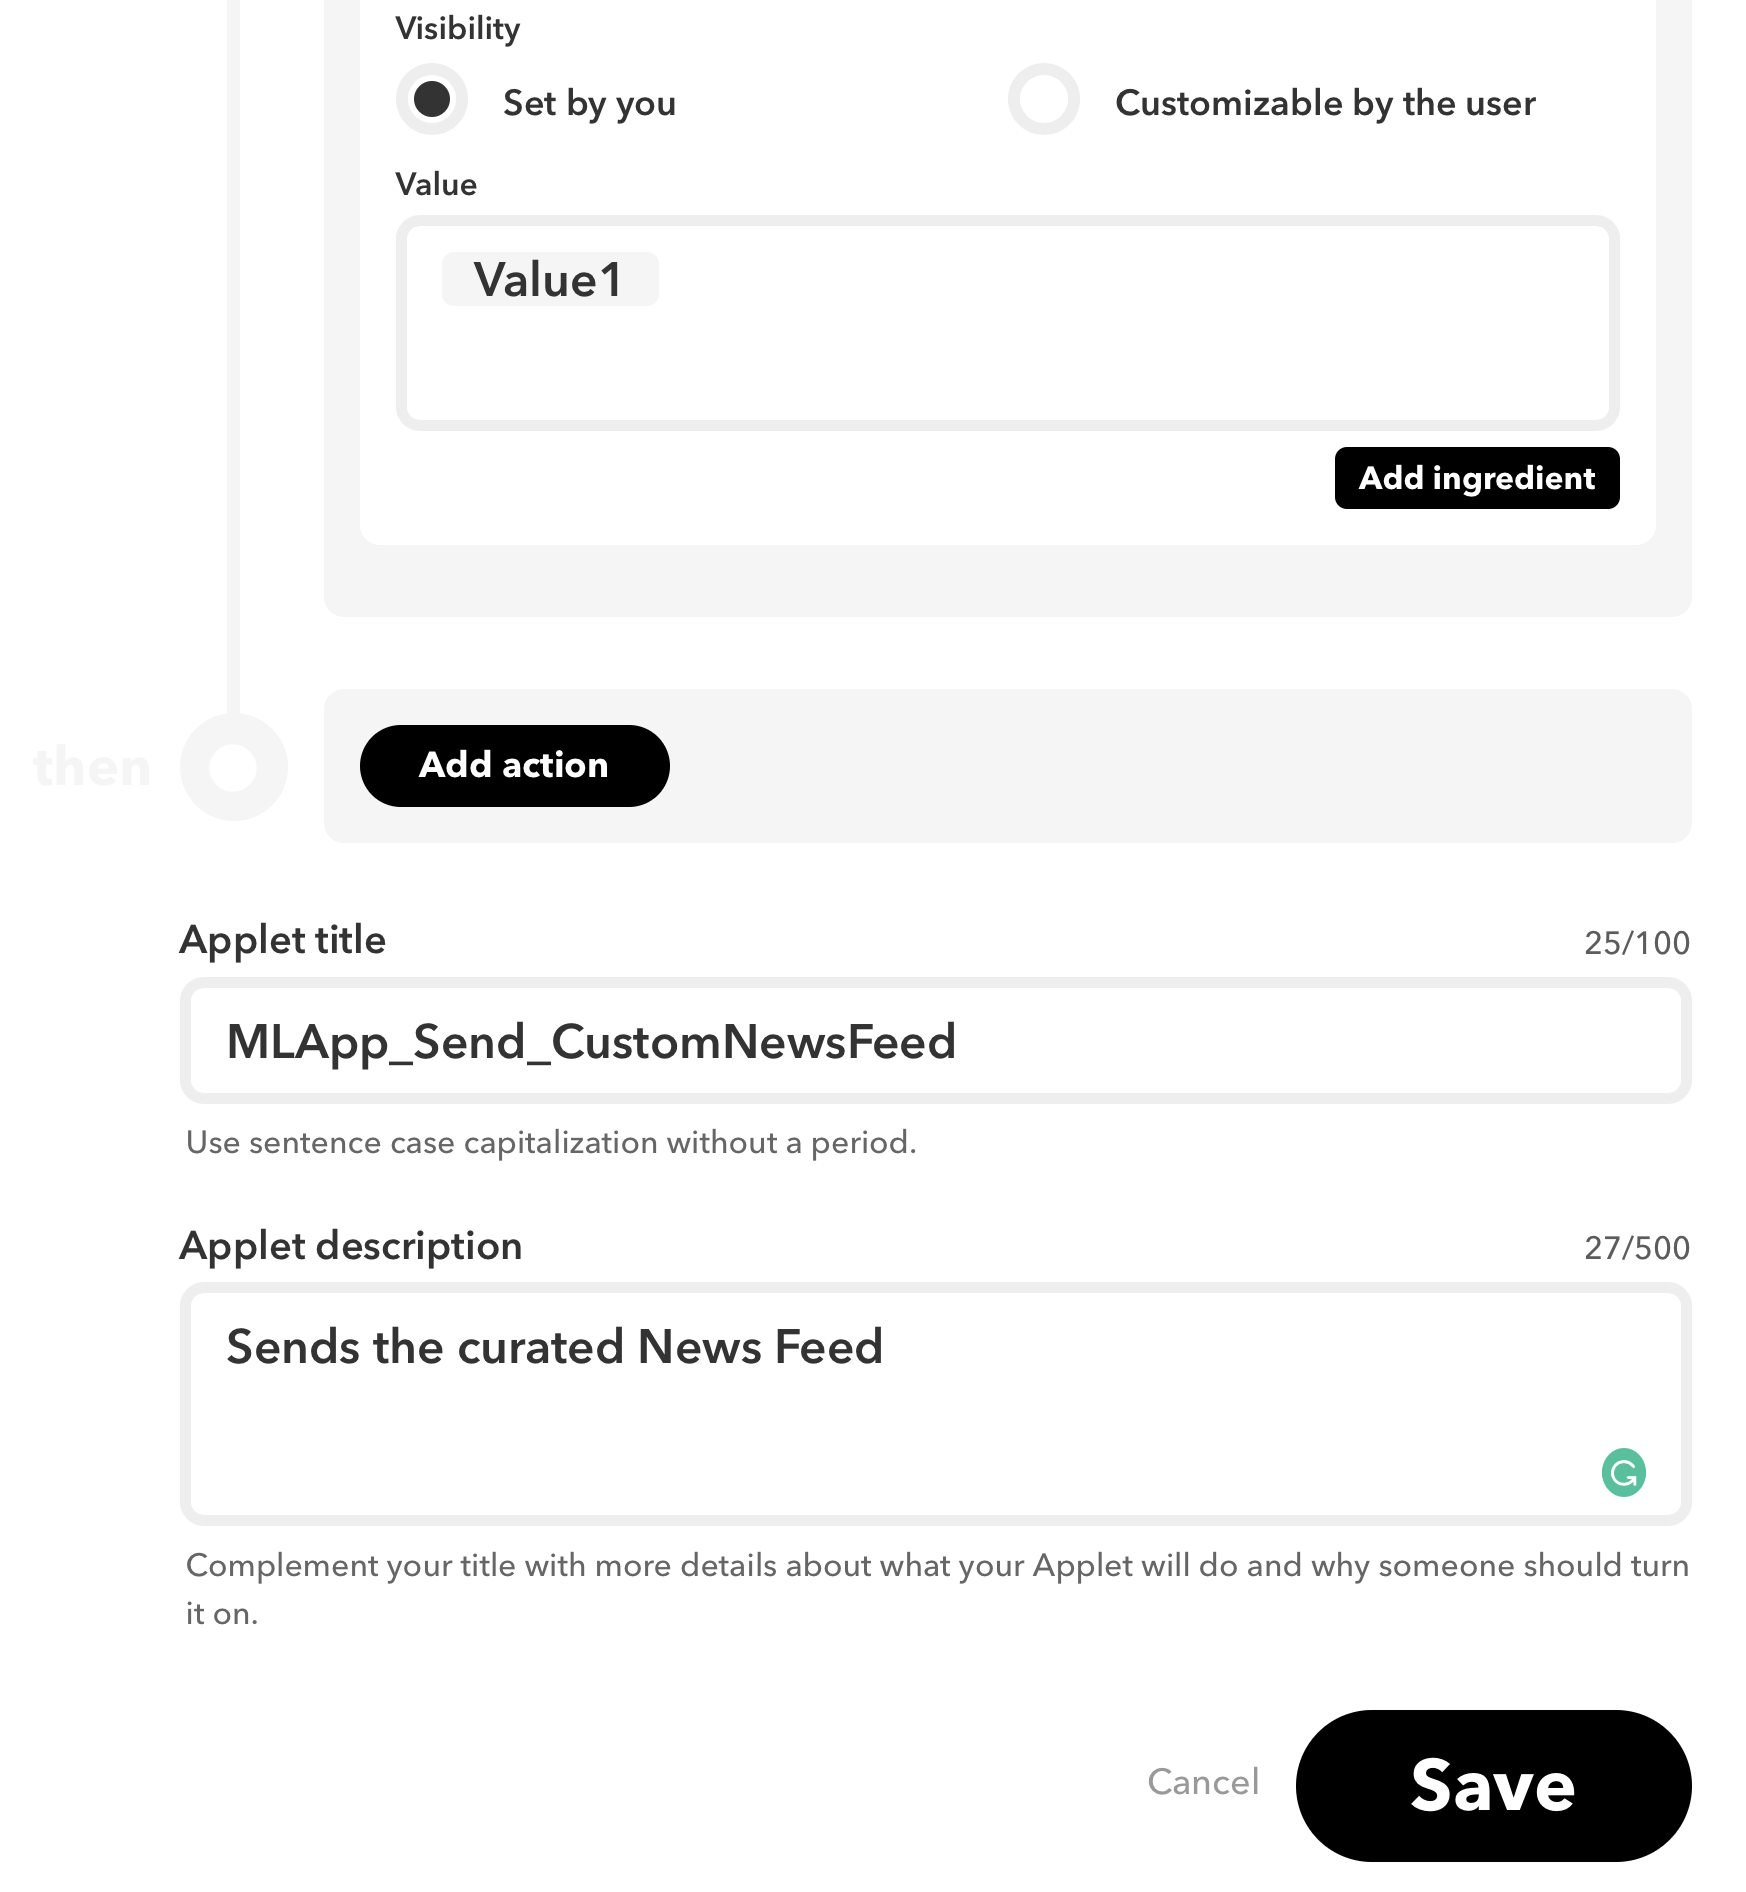 Visibility
Set by you
Customizable by the user
Value
Value1
Add ingredient
then
Add action
Applet title
25/100
MLApp_Send_CustomNewsFeed
Use sentence case capitalization without a period.
Applet description
27/500
Sends the curated News Feed
Complement your title with more details about what your Applet will do and why someone should turn
it on.
Cancel
Save